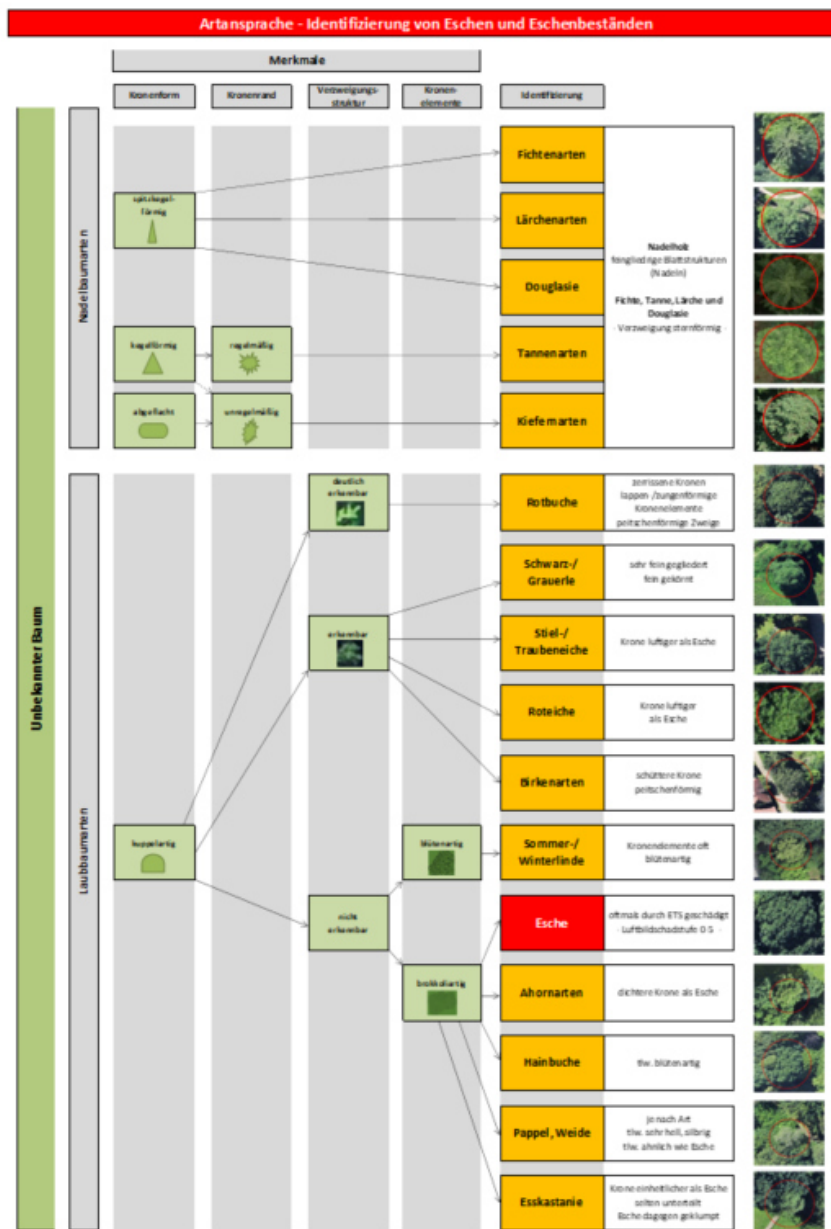 Artansprache - Identifizierung von Eschen und Eschenbeständen
Merkmale
Kronenform
Kronenrand
Verzweigungs-
struktur
Kronen-
elemente
Identifizierung
Unbekannter Baum
Nadelbaumarten
spitzkegel-
förmig
kegelförmig
regelmäßig
abgeflacht
unregelmäßig
Fichtenarten
Lärchenarten
Douglasie
Tannenarten
Kiefernarten
Nadelholz
feingliedrige Blattstrukturen
(Nadeln)
Fichte, Tanne, Lärche und
Douglasie
- Verzweigung sternförmig -
Laubbaumarten
kuppelartig
deutlich
erkennbar
erkennbar
nicht
erkennbar
blütenartig
brokkoliartig
Rotbuche
zerrissene Kronen
lappen-/zungenförmige
Kronenelemente
peitschenförmige Zweige
Schwarz-/
Grauerle
sehr fein gegliedert
fein gekörnt
Stiel-/
Traubeneiche
Krone luftiger als Esche
Roteiche
Krone luftiger
als Esche
Birkenarten
schüttere Krone
peitschenförmig
Sommer-/
Winterlinde
Kronenelemente oft
blütenartig
Esche
oftmals durch ETS geschädigt
- Luftbildschadstufe 0-5 -
Ahornarten
dichtere Krone als Esche
Hainbuche
tlw. blütenartig
Pappel, Weide
je nach Art
tlw. sehr hell, silbrig
tlw. ähnlich wie Esche
Esskastanie
Krone einheitlicher als Esche
selten unterteilt
Esche dagegen geklumpt